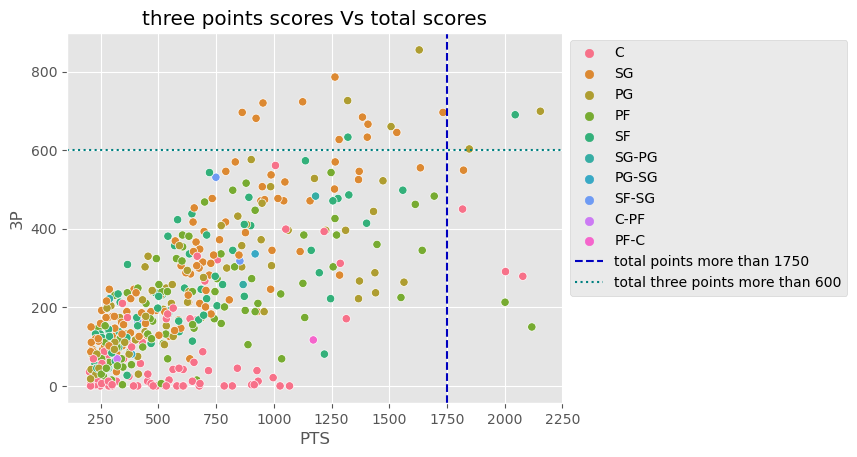 three points scores Vs total scores
3P
800
600
400
200
0
250
500
750
1000
1250
1500
1750
2000
2250
PTS
C
SG
PG
PF
SF
SG-PG
PG-SG
SF-SG
C-PF
PF-C
total points more than 1750
total three points more than 600